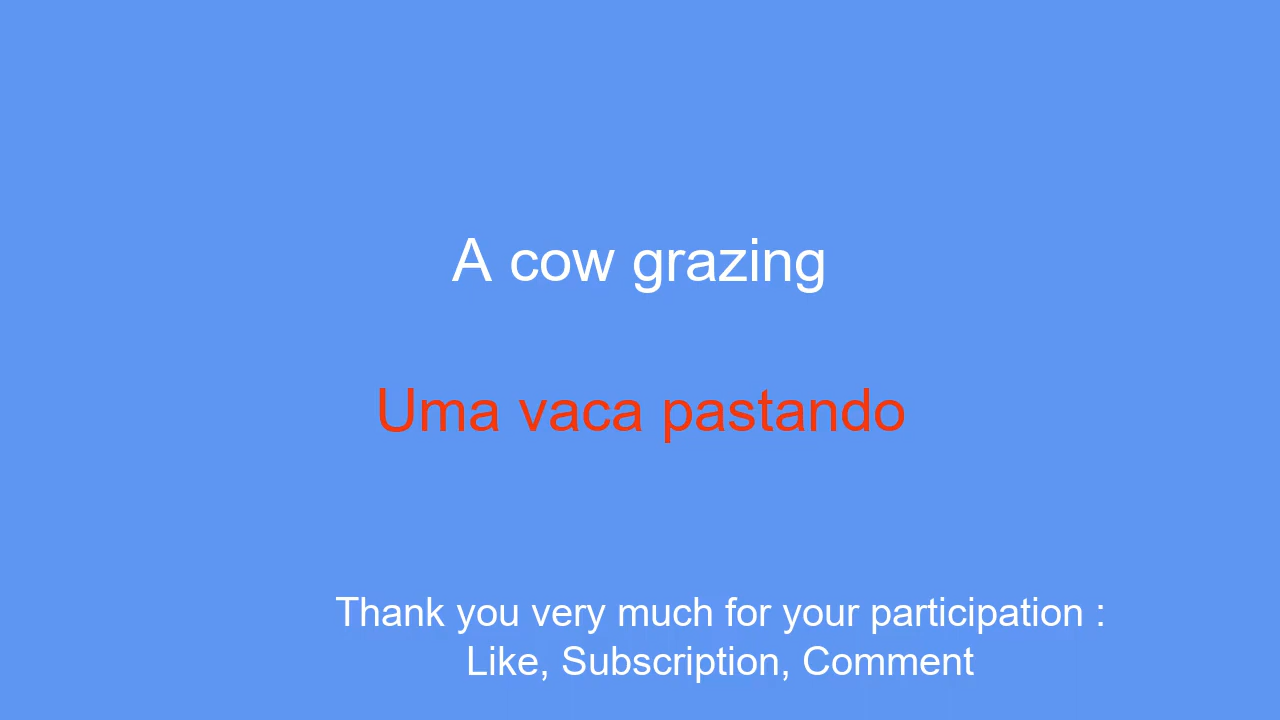 A cow grazing
Uma vaca pastando
Thank you very much for your participation :
Like, Subscription, Comment